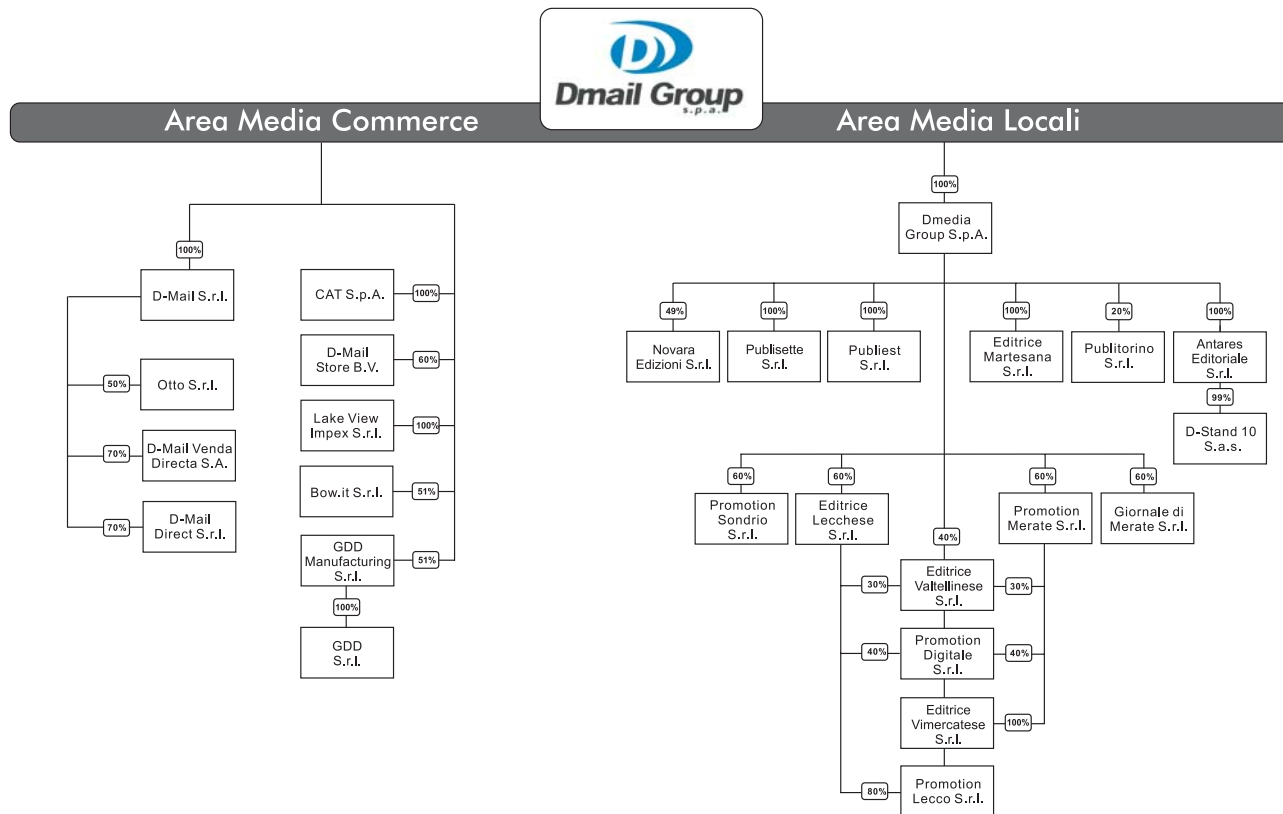 Dmail Group
s.p.a.
Area Media Commerce
Area Media Locali
100%
D-Mail S.r.l.
50%
Otto S.r.l.
70%
D-Mail Venda
Directa S.A.
70%
D-Mail
Direct S.r.l.
CAT S.p.A.
100%
D-Mail
Store B.V.
60%
Lake View
Impex S.r.l.
100%
Bow.it S.r.l.
51%
GDD
Manufacturing
S.r.l.
51%
100%
GDD
S.r.l.
100%
Dmedia
Group S.p.A.
49%
Novara
Edizioni S.r.l.
100%
Publisette
S.r.l.
100%
Publiest
S.r.l.
100%
Editrice
Martesana
S.r.l.
20%
Publitorino
S.r.l.
100%
Antares
Editoriale
S.r.l.
99%
D-Stand 10
S.a.s.
60%
Promotion
Sondrio
S.r.l.
60%
Editrice
Lecchese
S.r.l.
60%
Promotion
Merate S.r.l.
60%
Giornale di
Merate S.r.l.
40%
30%
Editrice
Valtellinese
S.r.l.
30%
40%
Promotion
Digitale
S.r.l.
40%
Editrice
Vimercatese
S.r.l.
100%
80%
Promotion
Lecco S.r.l.